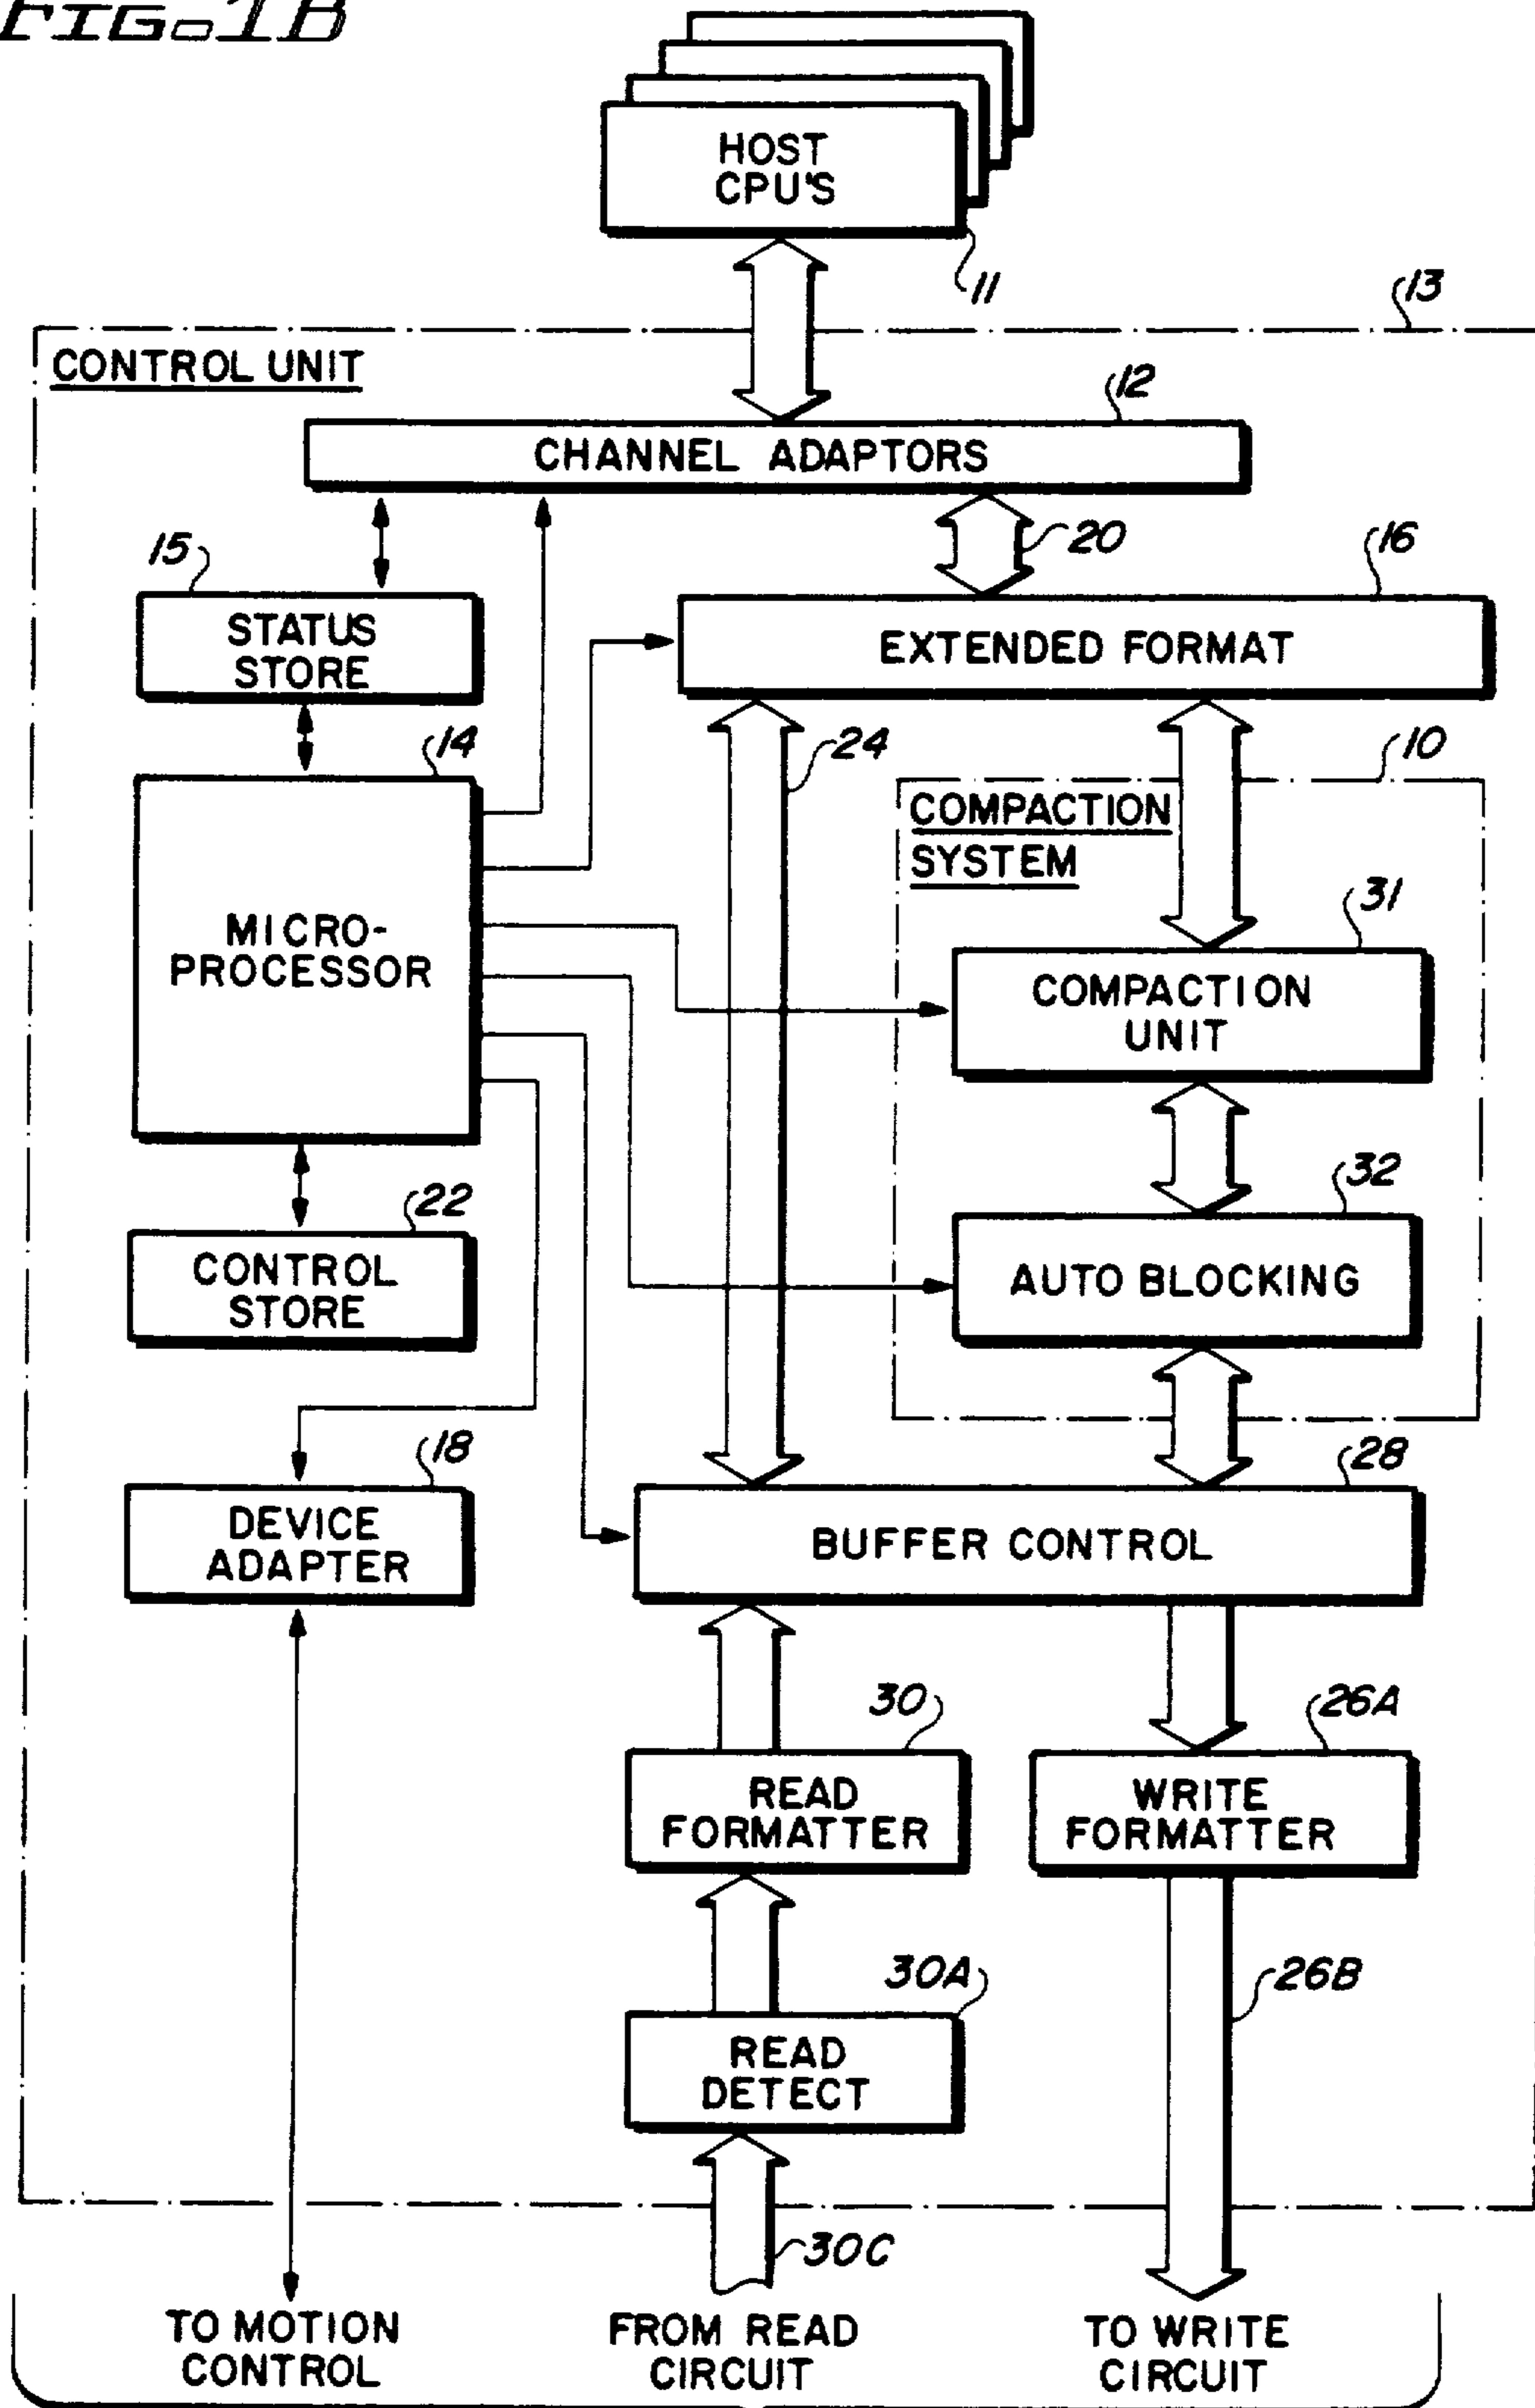 FIG. 1B
HOST
CPU'S
11
13
CONTROL UNIT
12
CHANNEL ADAPTORS
15
20
16
STATUS
STORE
EXTENDED FORMAT
14
24
10
COMPACTION
SYSTEM
MICRO-
PROCESSOR
31
COMPACTION
UNIT
22
32
CONTROL
STORE
AUTO BLOCKING
18
28
DEVICE
ADAPTER
BUFFER CONTROL
30
26A
READ
FORMATTER
WRITE
FORMATTER
30A
26B
READ
DETECT
30C
TO MOTION
CONTROL
FROM READ
CIRCUIT
TO WRITE
CIRCUIT